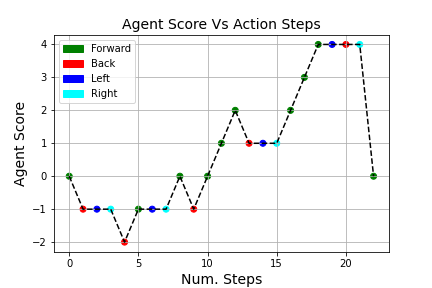 Agent Score Vs Action Steps
4
3
2
1
0
−1
−2
Agent Score
Forward
Back
Left
Right
0 5 10 15 20
Num. Steps